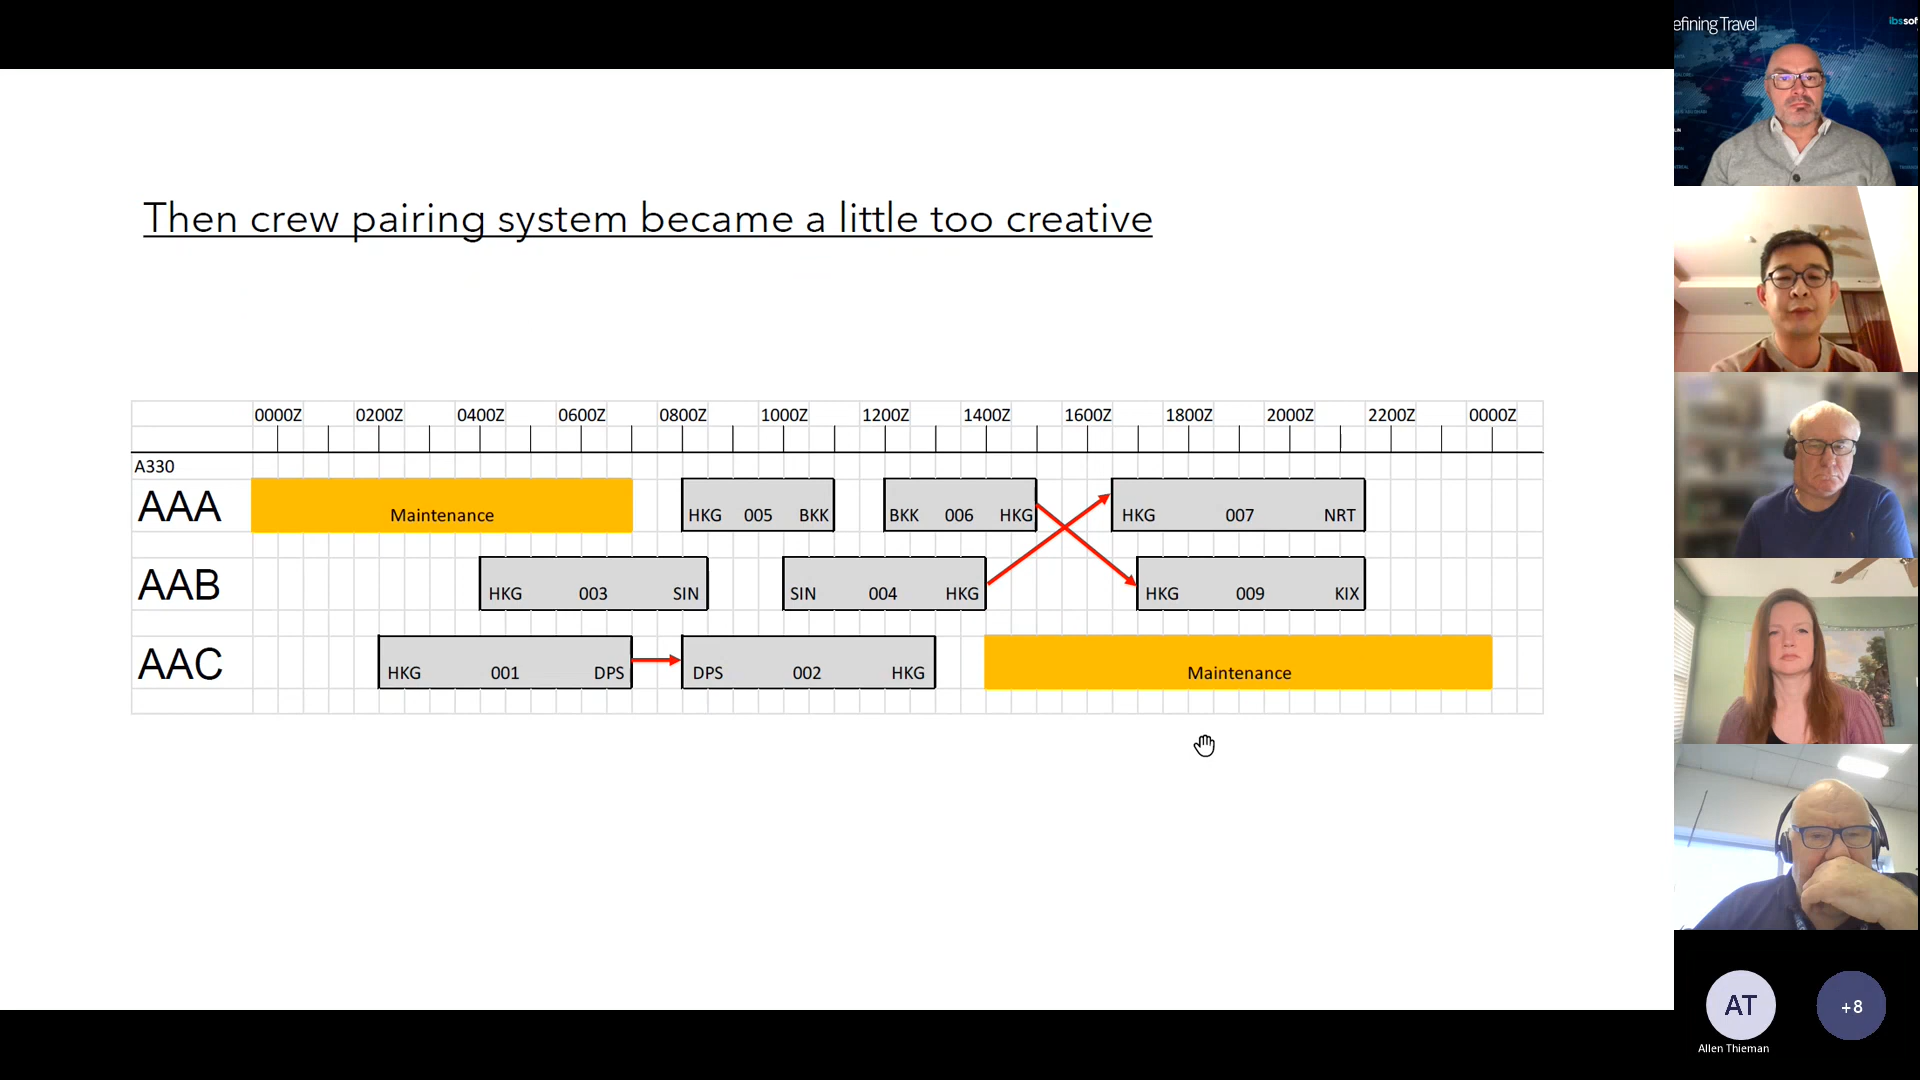 efining Travel
ibssof
Then crew pairing system became a little too creative
0000Z 0200Z 0400Z 0600Z 0800Z 1000Z 1200Z 1400Z 1600Z 1800Z 2000Z 2200Z 0000Z
A330
AAA Maintenance HKG 005 BKK BKK 006 HKG HKG 007 NRT
AAB HKG 003 SIN SIN 004 HKG HKG 009 KIX
AAC HKG 001 DPS DPS 002 HKG Maintenance
AT +8
Allen Thieman